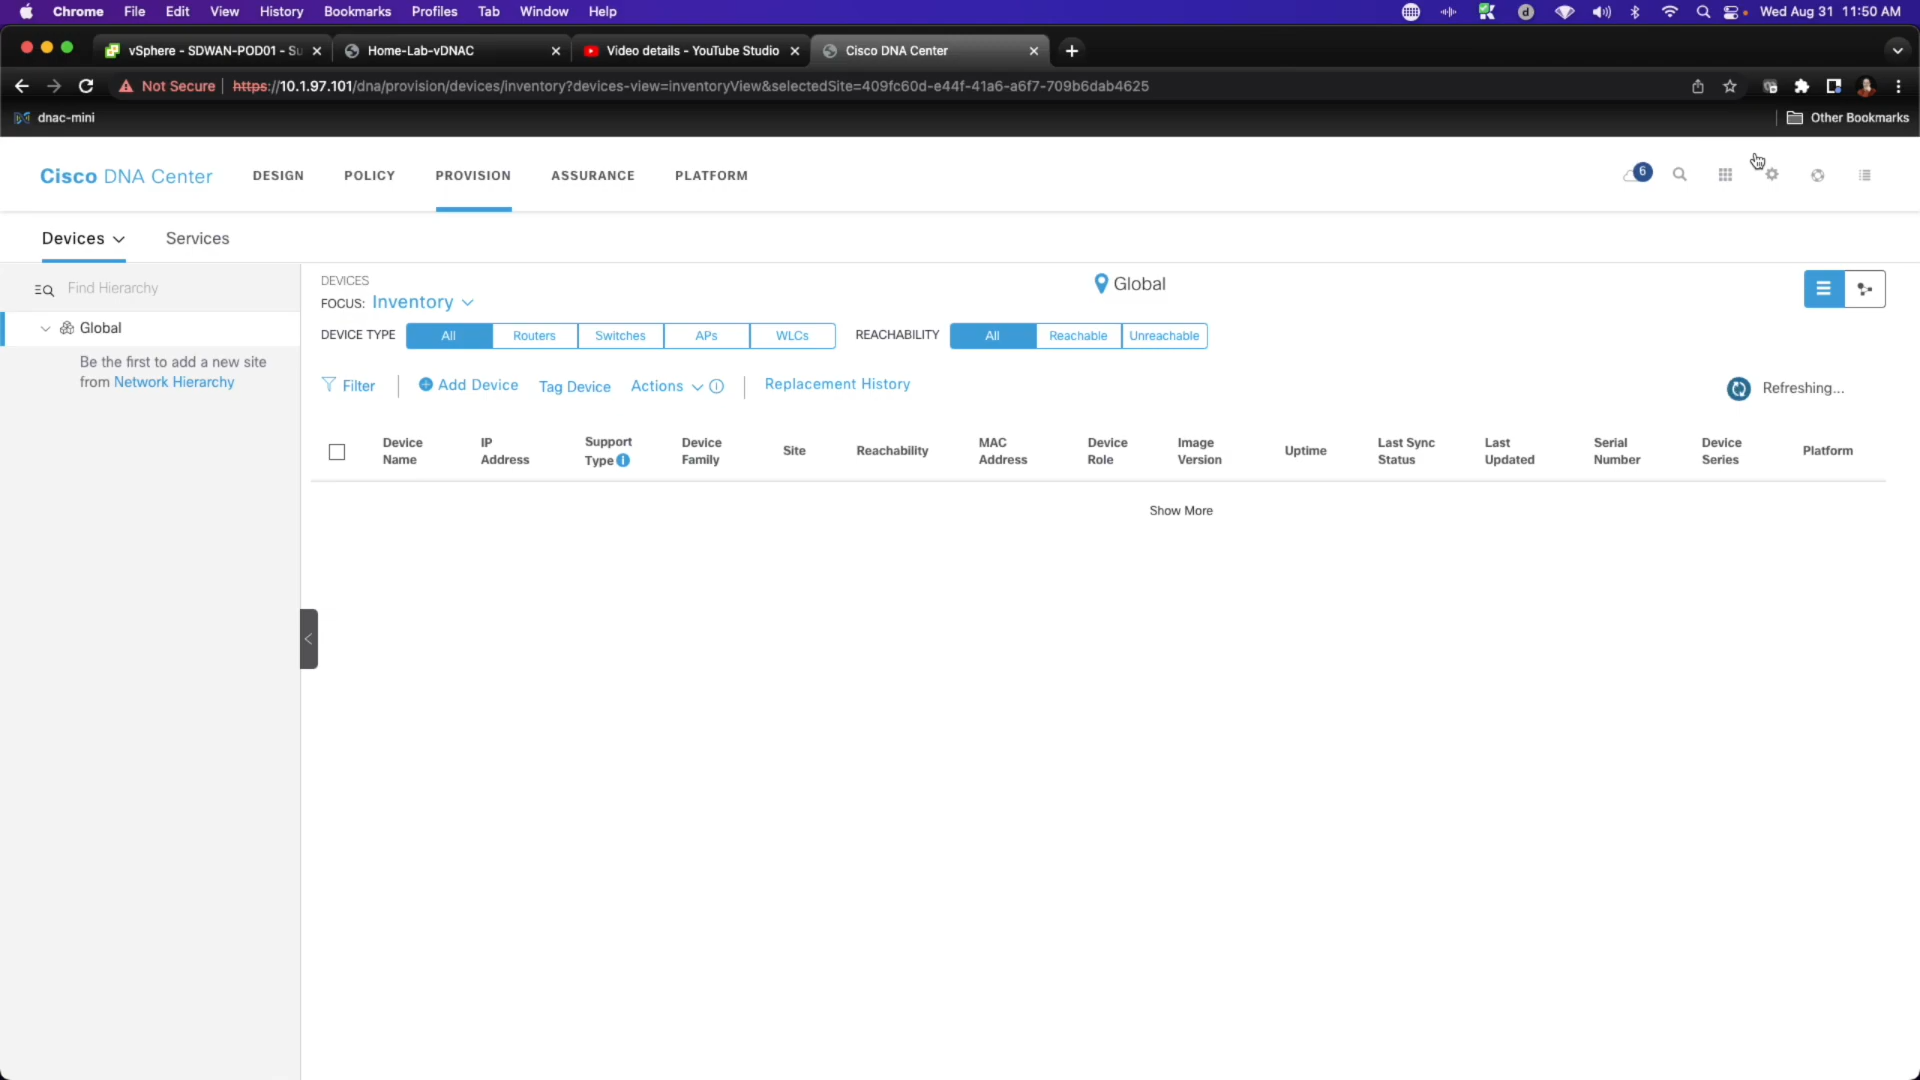 Chrome File Edit View History Bookmarks Profiles Tab Window Help Wed Aug 31 11:50 AM
vSphere - SDWAN-POD01 - Su Home-Lab-vDNAC Video details - YouTube Studio Cisco DNA Center
Not Secure https://10.1.97.101/dna/provision/devices/inventory?devices-view=inventoryView&selectedSite=409fc60d-e44f-41a6-a6f7-709b6dab4625
dnac-mini Other Bookmarks
Cisco DNA Center DESIGN POLICY PROVISION ASSURANCE PLATFORM 6
Devices Services
Find Hierarchy
Global
Be the first to add a new site
from Network Hierarchy
DEVICES
FOCUS: Inventory
Global
DEVICE TYPE All Routers Switches APs WLCs REACHABILITY All Reachable Unreachable
Filter Add Device Tag Device Actions Replacement History Refreshing...
Device Name IP Address Support Type Device Family Site Reachability MAC Address Device Role Image Version Uptime Last Sync Status Last Updated Serial Number Device Series Platform
Show More